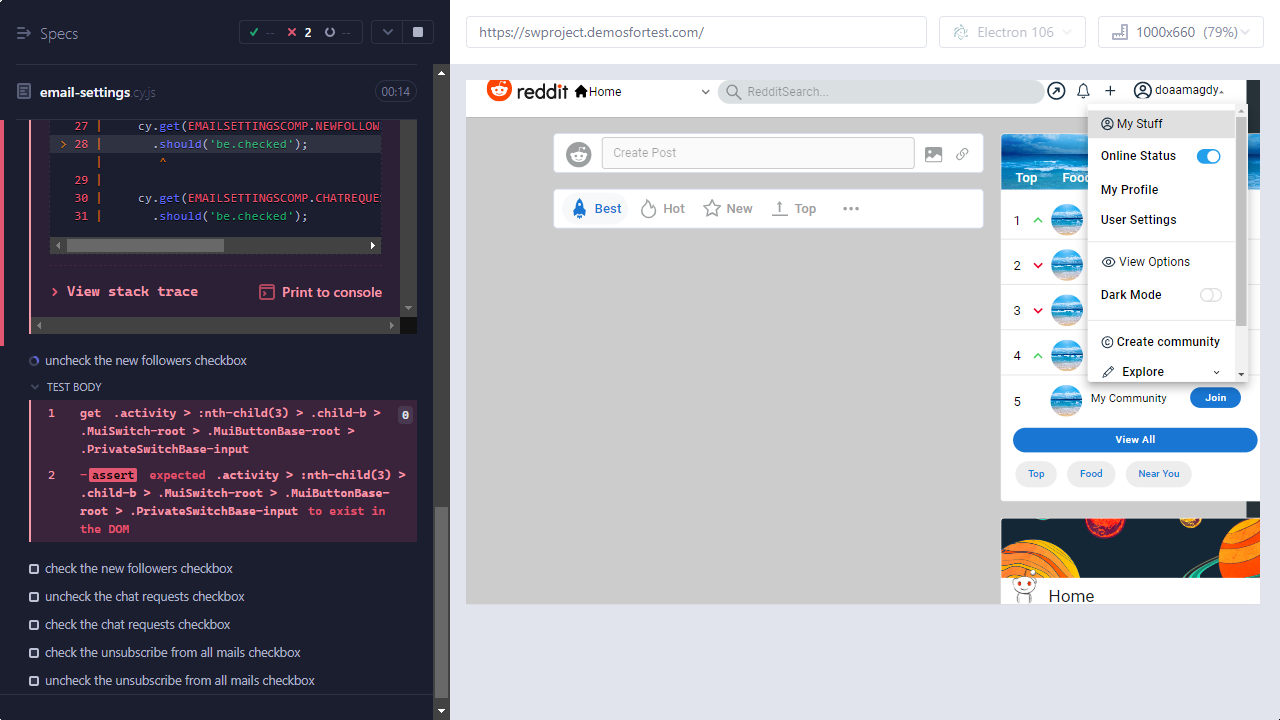 Specs
--
2
--
https://swproject.demosfortest.com/
Electron 106
1000x660 (79%)
email-settings.cy.js
00:14
27 | cy.get(EMAILSETTINGSCOMP.NEWFOLLOW
> 28 | .should('be.checked');
| ^
29 |
30 | cy.get(EMAILSETTINGSCOMP.CHATREQUES
31 | .should('be.checked');
> View stack trace
Print to console
uncheck the new followers checkbox
TEST BODY
1 get .activity > :nth-child(3) > .child-b > 0
.MuiSwitch-root > .MuiButtonBase-root >
.PrivateSwitchBase-input
2 -assert expected .activity > :nth-child(3) >
.child-b > .MuiSwitch-root > .MuiButtonBase-
root > .PrivateSwitchBase-input to exist in
the DOM
check the new followers checkbox
uncheck the chat requests checkbox
check the chat requests checkbox
check the unsubscribe from all mails checkbox
uncheck the unsubscribe from all mails checkbox
reddit
Home
RedditSearch...
doaamagdy
Create Post
Best
Hot
New
Top
Top
Food
1
2
3
4
5
My Community
Join
View All
Top
Food
Near You
Home
My Stuff
Online Status
My Profile
User Settings
View Options
Dark Mode
Create community
Explore